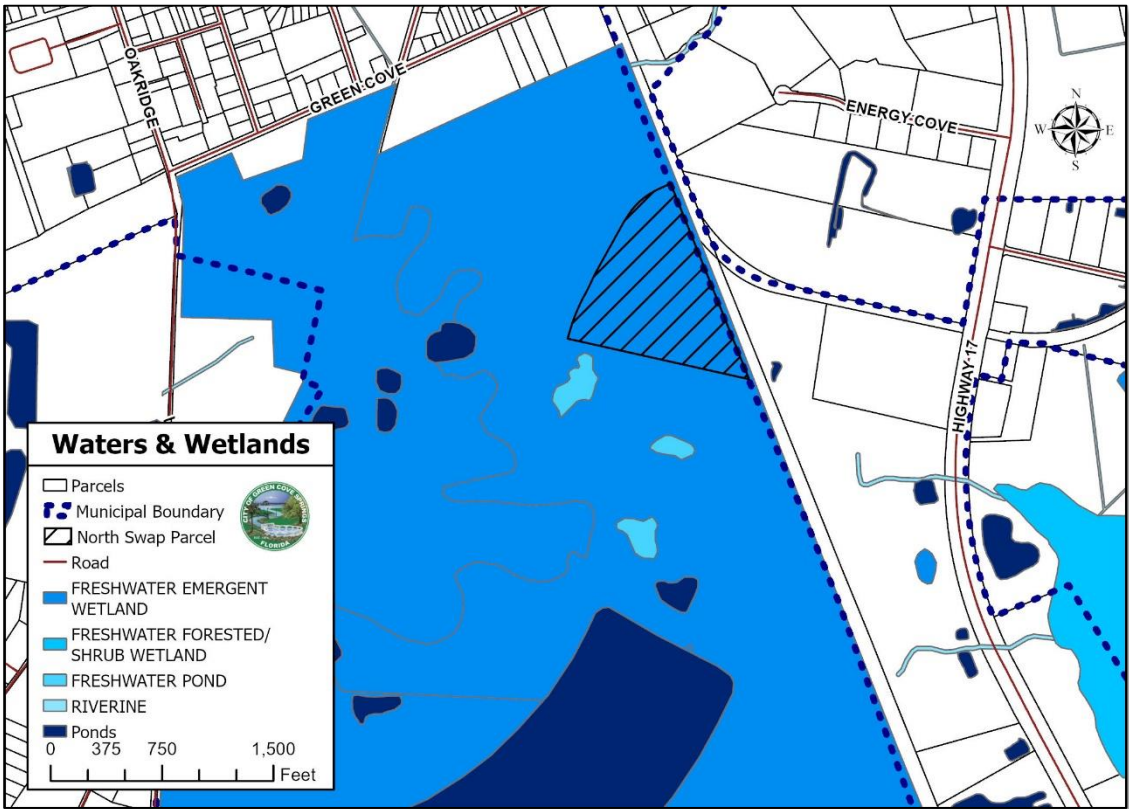 OAKRIDGE
GREEN COVE
ENERGY COVE
N
W E
S
HIGHWAY 17
Waters & Wetlands
Parcels
Municipal Boundary
North Swap Parcel
Road
FRESHWATER EMERGENT
WETLAND
FRESHWATER FORESTED/
SHRUB WETLAND
FRESHWATER POND
RIVERINE
Ponds
CITY OF GREEN COVE SPRINGS
FLORIDA
0 375 750 1,500
Feet